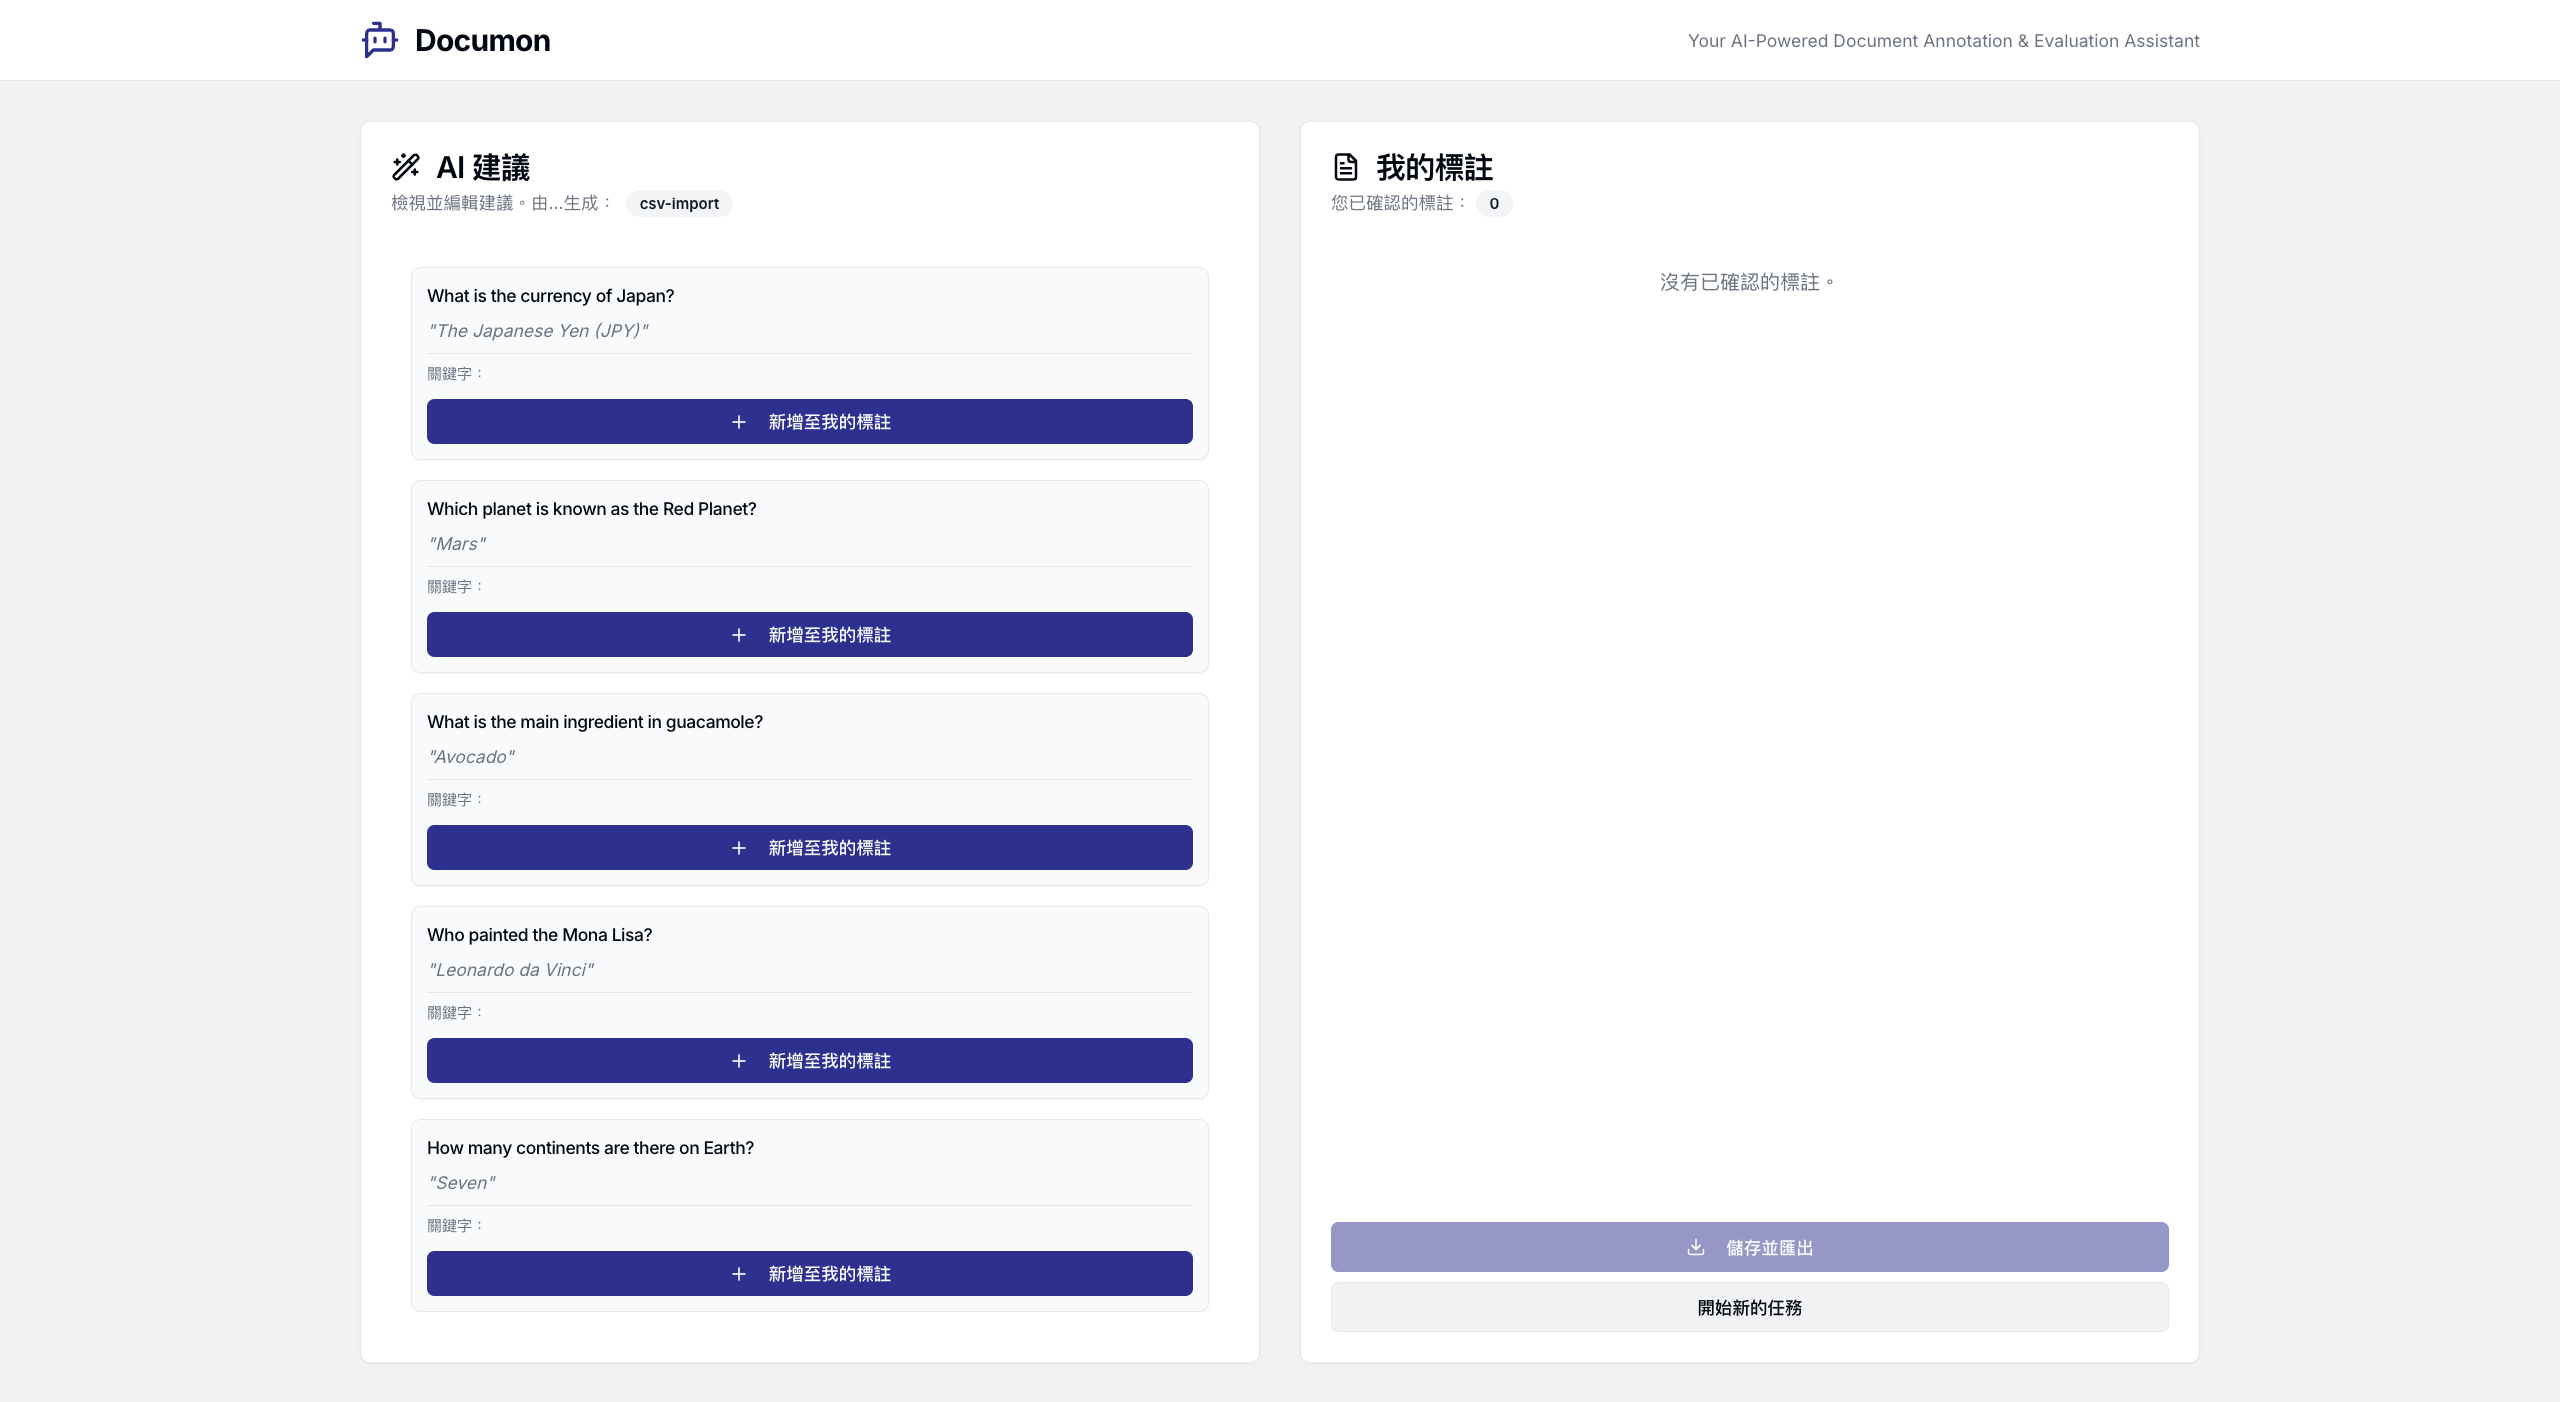 Documon
Your AI-Powered Document Annotation & Evaluation Assistant
AI 建議
檢視並編輯建議。由...生成： csv-import
What is the currency of Japan?
"The Japanese Yen (JPY)"
關鍵字：
新增至我的標註
Which planet is known as the Red Planet?
"Mars"
關鍵字：
新增至我的標註
What is the main ingredient in guacamole?
"Avocado"
關鍵字：
新增至我的標註
Who painted the Mona Lisa?
"Leonardo da Vinci"
關鍵字：
新增至我的標註
How many continents are there on Earth?
"Seven"
關鍵字：
新增至我的標註
我的標註
您已確認的標註： 0
沒有已確認的標註。
儲存並匯出
開始新的任務